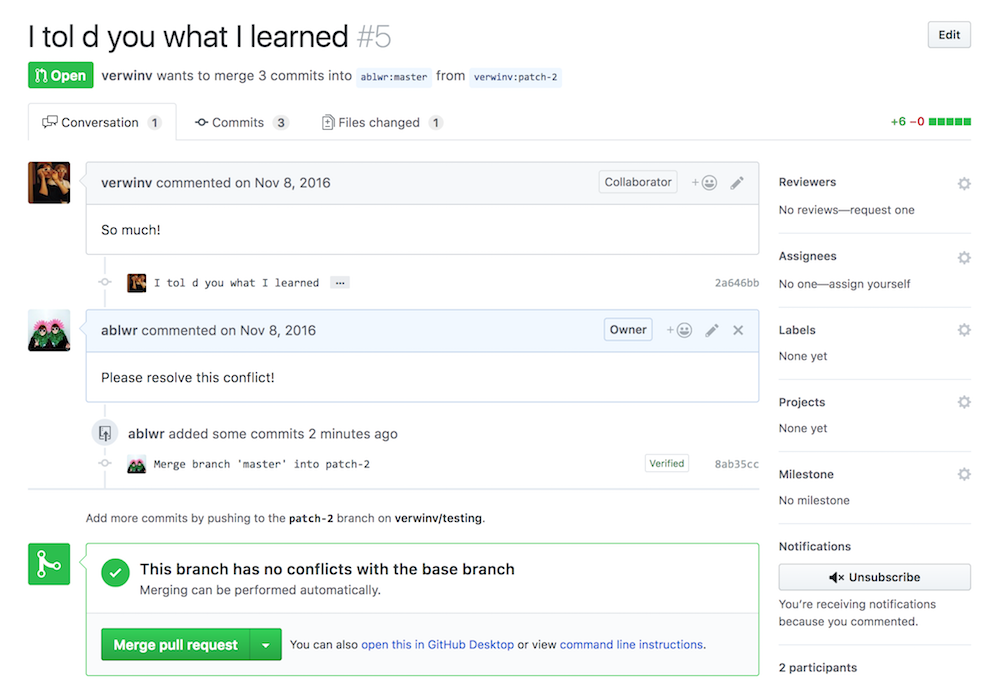 I tol d you what I learned #5
Edit
Open verwinv wants to merge 3 commits into ablwr:master from verwinv:patch-2
Conversation 1 Commits 3 Files changed 1
+6 −0
verwinv commented on Nov 8, 2016 Collaborator +
So much!
I tol d you what I learned … 2a646bb
ablwr commented on Nov 8, 2016 Owner +
Please resolve this conflict!
ablwr added some commits 2 minutes ago
Merge branch 'master' into patch-2 Verified 8ab35cc
Add more commits by pushing to the patch-2 branch on verwinv/testing.
This branch has no conflicts with the base branch
Merging can be performed automatically.
Merge pull request You can also open this in GitHub Desktop or view command line instructions.
Reviewers
No reviews—request one
Assignees
No one—assign yourself
Labels
None yet
Projects
None yet
Milestone
No milestone
Notifications
Unsubscribe
You're receiving notifications
because you commented.
2 participants